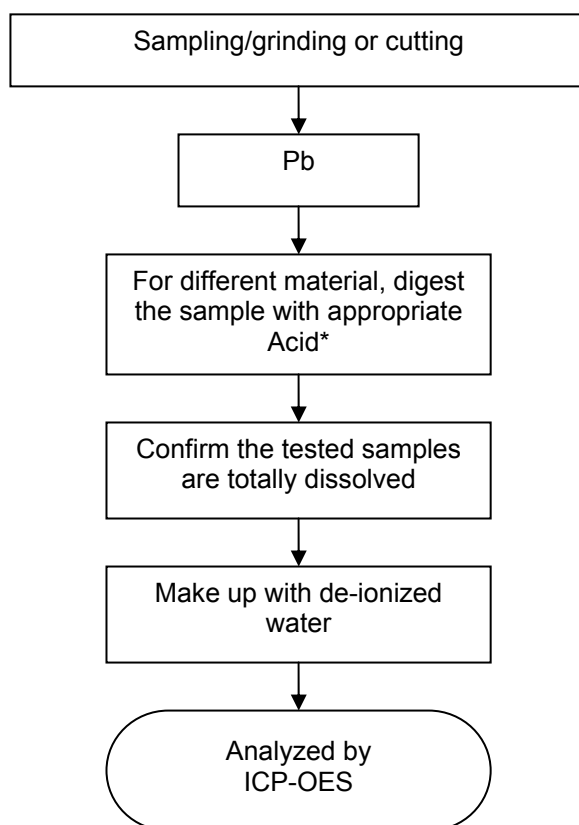 Sampling/grinding or cutting
Pb
For different material, digest
the sample with appropriate
Acid*
Confirm the tested samples
are totally dissolved
Make up with de-ionized
water
Analyzed by
ICP-OES